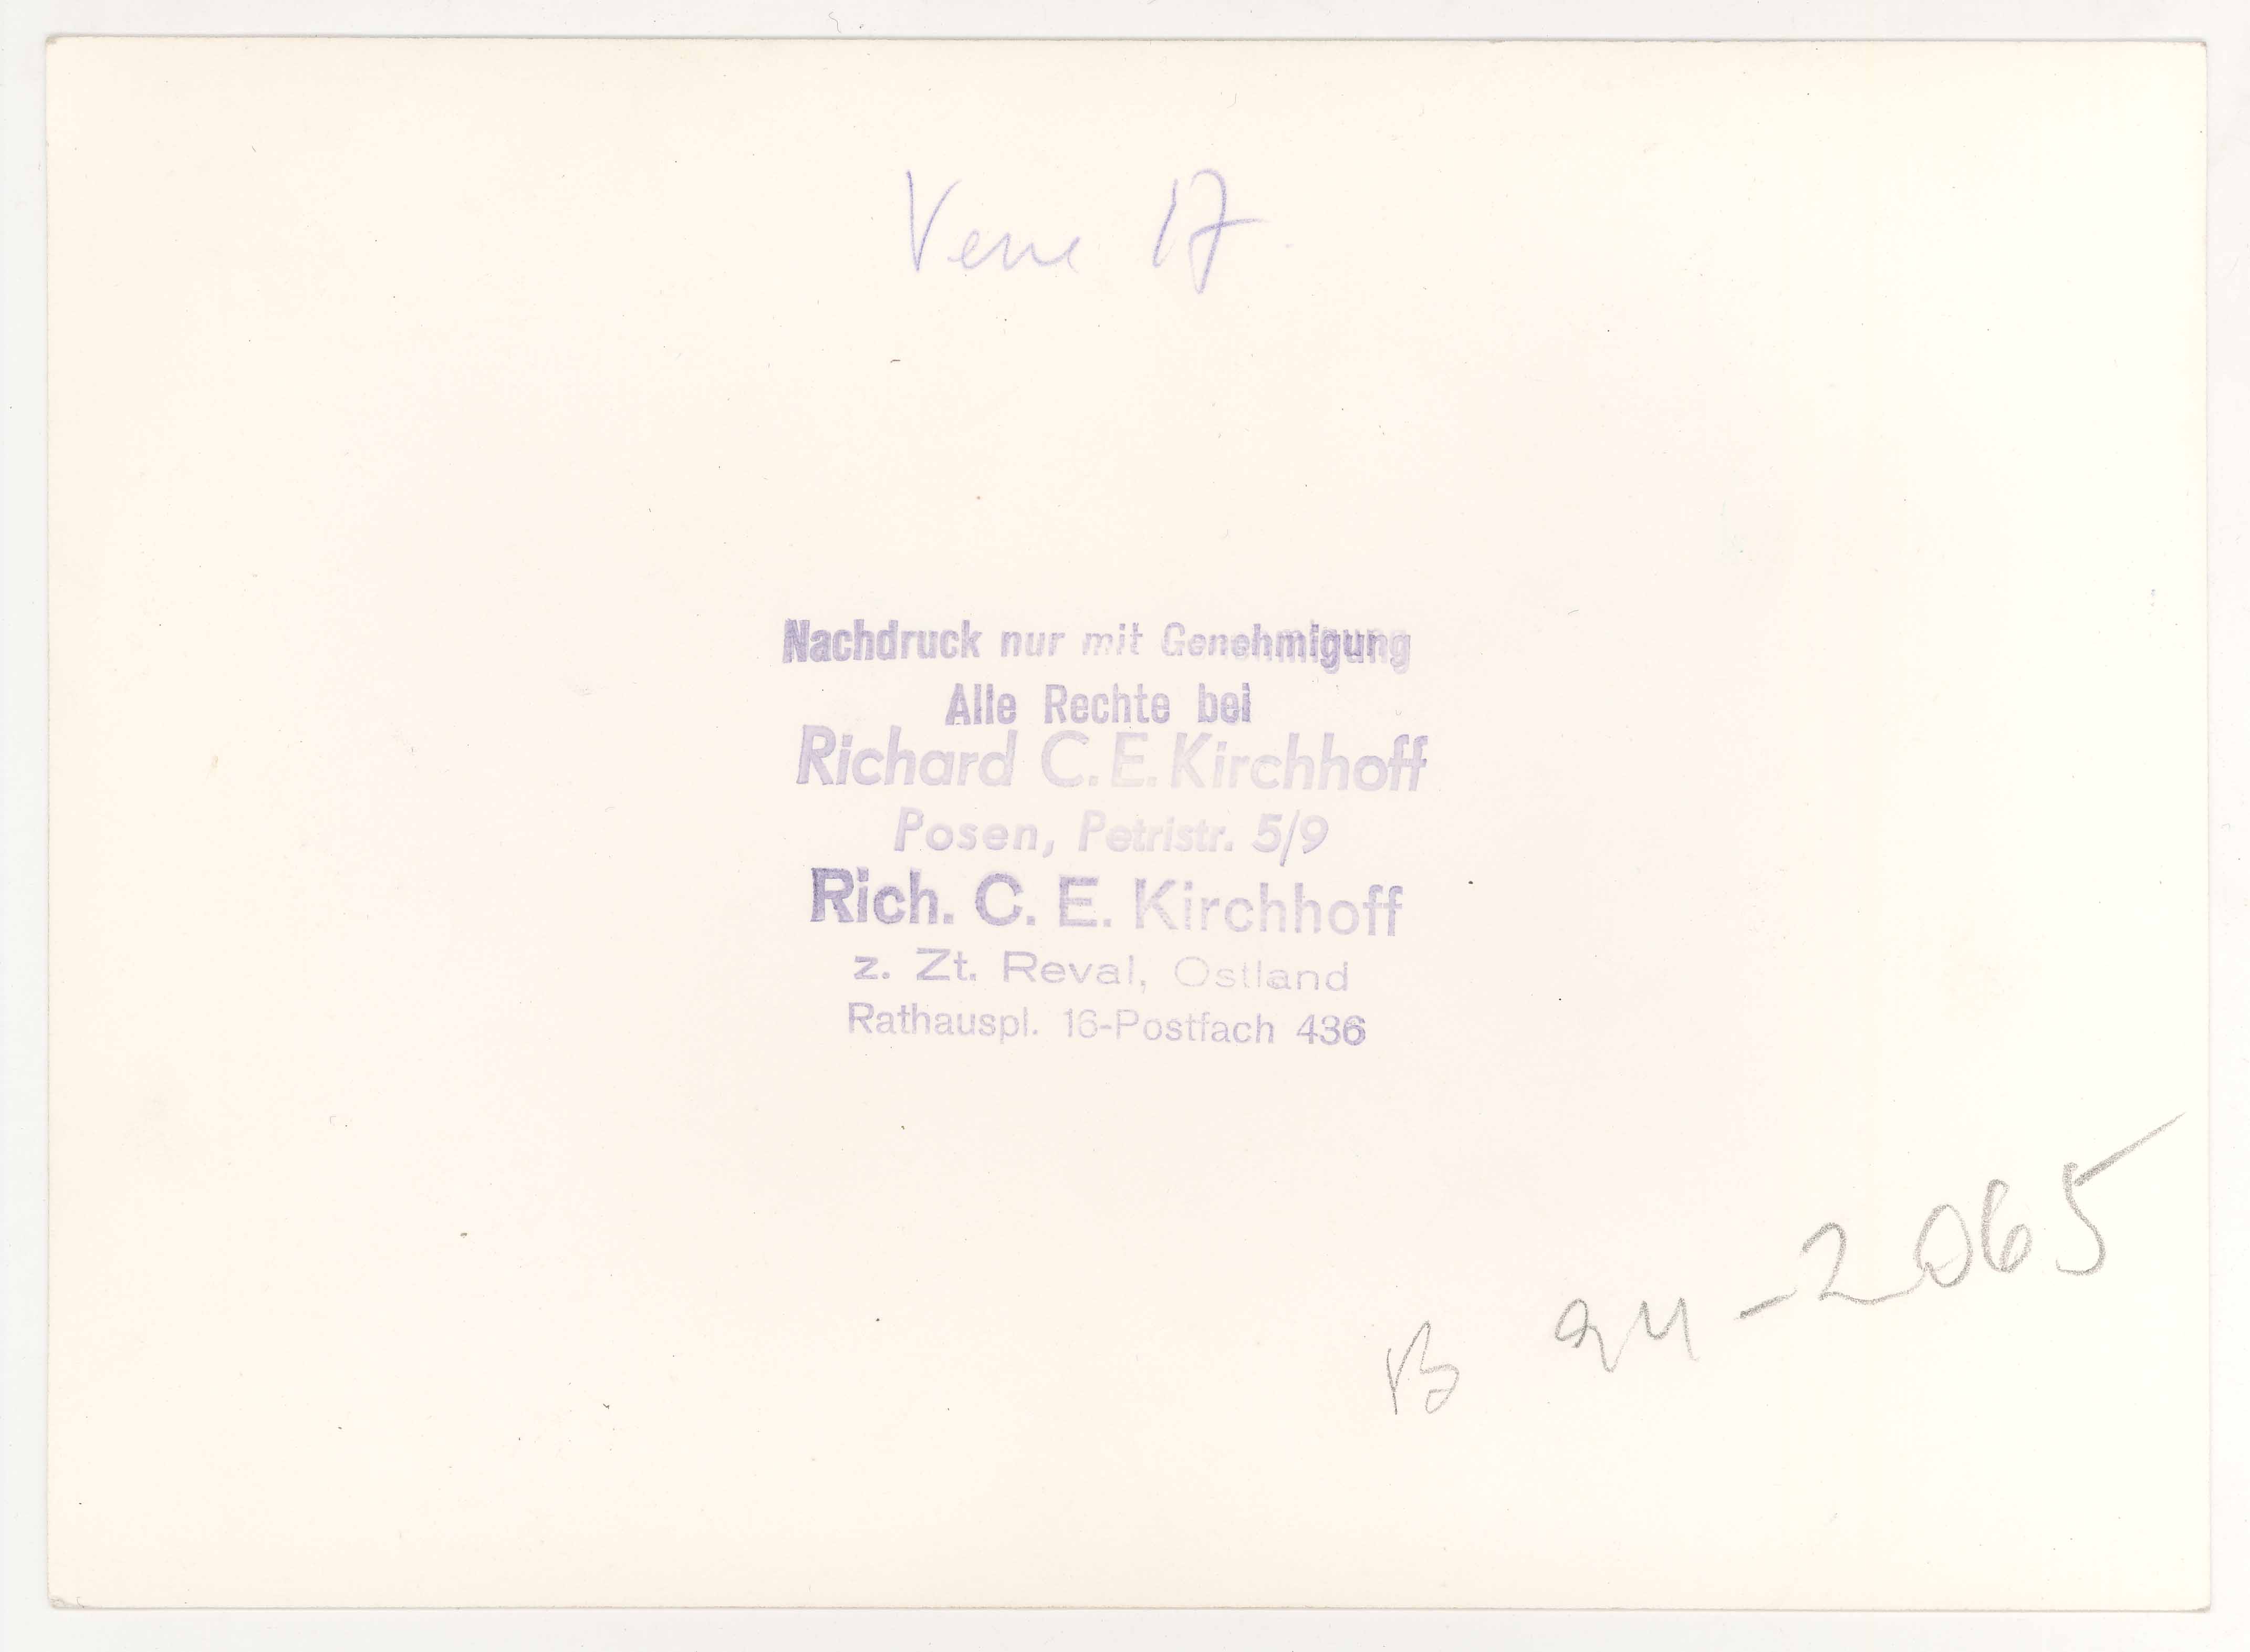 Vene 17.
Nachdruck nur mit Genehmigung
Alle Rechte bei
Richard C. E. Kirchhoff
Posen, Petristr. 5/9
Rich. C. E. Kirchhoff
z. Zt. Reval, Ostland
Rathauspl. 16-Postfach 436
B 94-2065